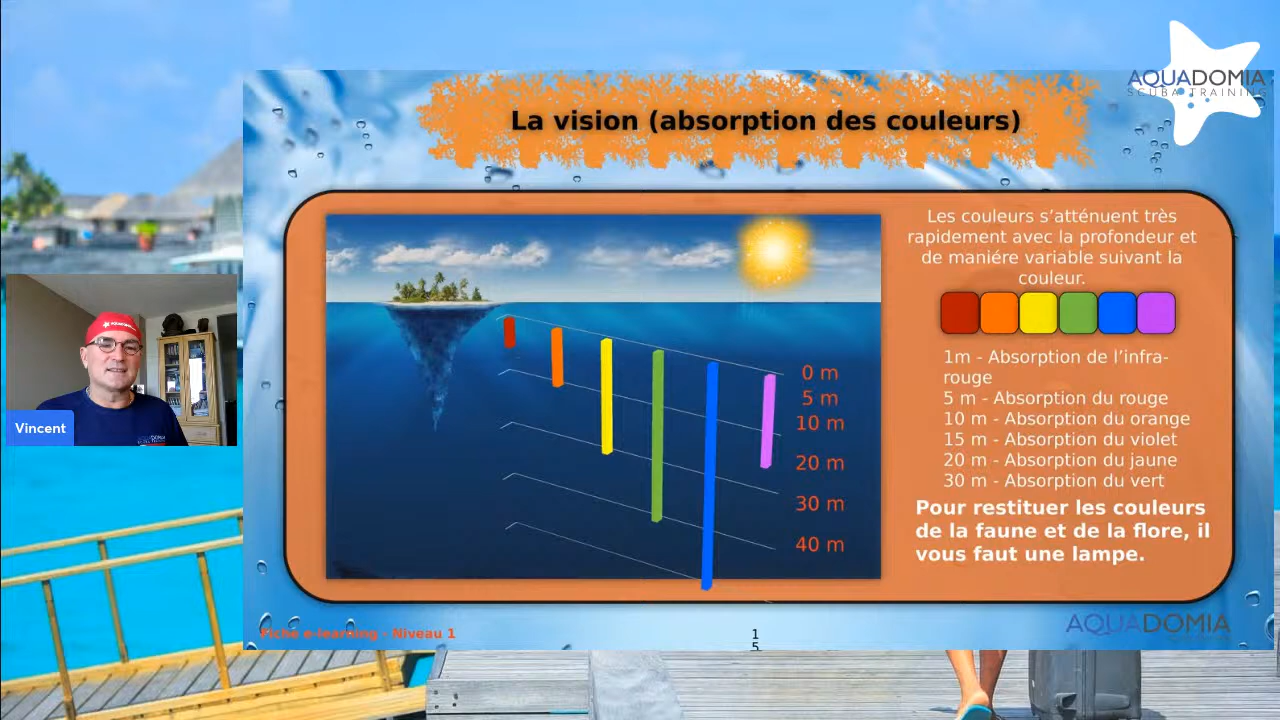 AQUADOMIA
SCUBA TRAINING
La vision (absorption des couleurs)
Les couleurs s’atténuent très
rapidement avec la profondeur et
de maniére variable suivant la
couleur.
1m - Absorption de l’infra-
rouge
5 m - Absorption du rouge
10 m - Absorption du orange
15 m - Absorption du violet
20 m - Absorption du jaune
30 m - Absorption du vert
Pour restituer les couleurs
de la faune et de la flore, il
vous faut une lampe.
0 m
5 m
10 m
20 m
30 m
40 m
Vincent
Fiche e-learning - Niveau 1
1
5
AQUADOMIA